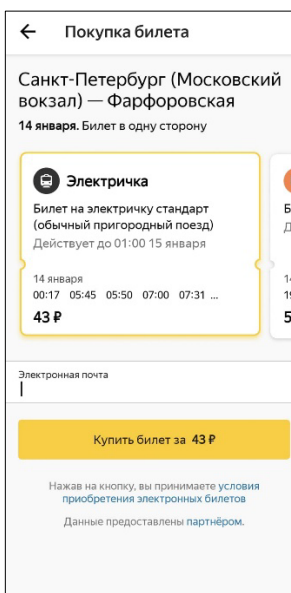 Покупка билета
Санкт-Петербург (Московский
вокзал) — Фарфоровская
14 января. Билет в одну сторону
Электричка
Билет на электричку стандарт
(обычный пригородный поезд)
Действует до 01:00 15 января
14 января
00:17 05:45 05:50 07:00 07:31 ...
43 ₽
Электронная почта
Купить билет за 43 ₽
Нажав на кнопку, вы принимаете условия
приобретения электронных билетов
Данные предоставлены партнёром.